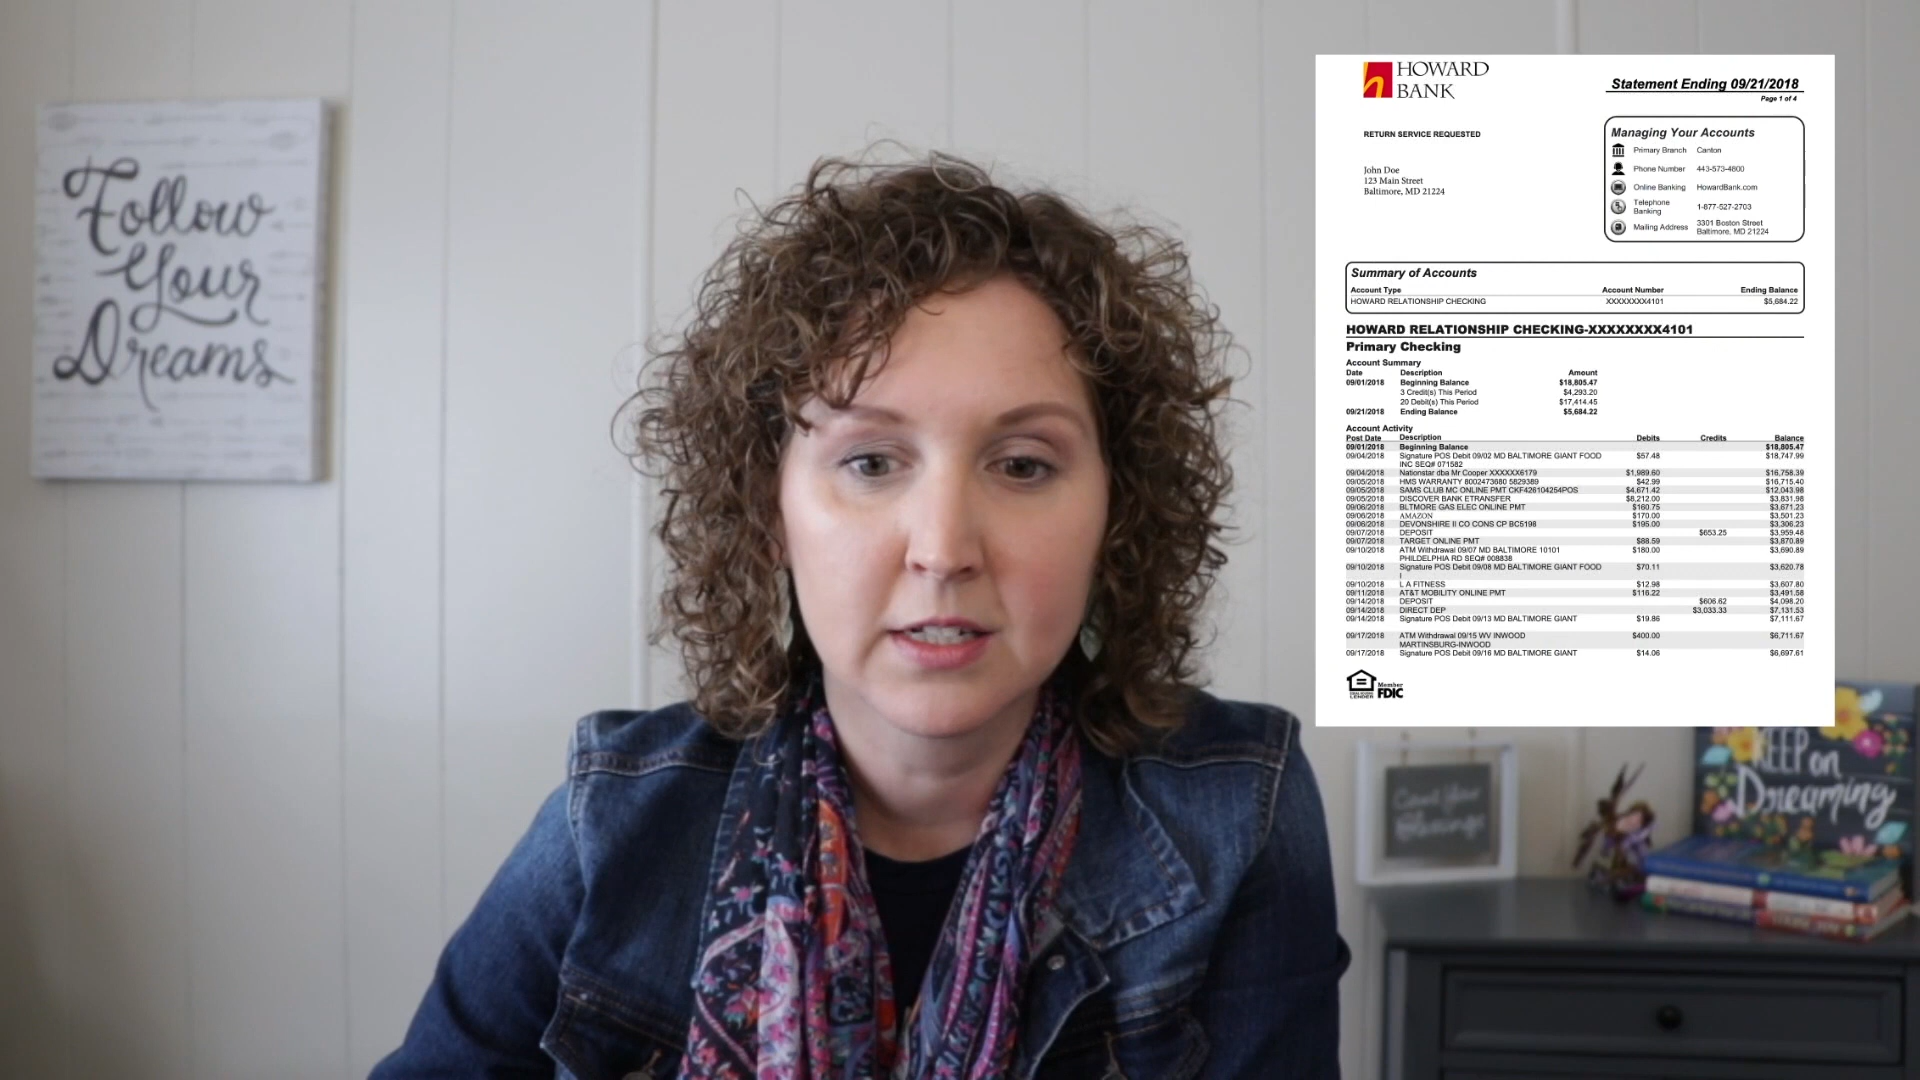 Follow
Your
Dreams
HOWARD
BANK
Statement Ending 09/21/2018
Page 1 of 4
RETURN SERVICE REQUESTED
John Doe
123 Main Street
Baltimore, MD 21224
Managing Your Accounts
Primary Branch Canton
Phone Number 443-573-4800
Online Banking HowardBank.com
Telephone Banking 1-877-527-2703
Mailing Address 3301 Boston Street
Baltimore, MD 21224
Summary of Accounts
Account Type Account Number Ending Balance
HOWARD RELATIONSHIP CHECKING XXXXXXXX4101 $5,684.22
HOWARD RELATIONSHIP CHECKING-XXXXXXXX4101
Primary Checking
Account Summary
Date Description Amount
09/01/2018 Beginning Balance $18,805.47
3 Credit(s) This Period $4,293.20
20 Debit(s) This Period $17,414.45
09/21/2018 Ending Balance $5,684.22
Account Activity
Post Date Description Debits Credits Balance
09/01/2018 Beginning Balance $18,805.47
09/04/2018 Signature POS Debit 09/02 MD BALTIMORE GIANT FOOD $57.48 $18,747.99
INC SEQ# 071582
09/04/2018 Nationstar dba Mr Cooper XXXXXX6179 $1,989.60 $16,758.39
09/05/2018 HMS WARRANTY 8002473680 5829389 $42.99 $16,715.40
09/05/2018 SAMS CLUB MC ONLINE PMT CKF426104254POS $4,671.42 $12,043.98
09/05/2018 DISCOVER BANK ETRANSFER $8,212.00 $3,831.98
09/06/2018 BLTMORE GAS ELEC ONLINE PMT $160.75 $3,671.23
09/06/2018 AMAZON $170.00 $3,501.23
09/06/2018 DEVONSHIRE II CO CONS CP BC5198 $195.00 $3,306.23
09/07/2018 DEPOSIT $653.25 $3,959.48
09/07/2018 TARGET ONLINE PMT $88.59 $3,870.89
09/10/2018 ATM Withdrawal 09/07 MD BALTIMORE 10101 $180.00 $3,690.89
PHILDELPHIA RD SEQ# 008838
09/10/2018 Signature POS Debit 09/08 MD BALTIMORE GIANT FOOD $70.11 $3,620.78
I
09/10/2018 L A FITNESS $12.98 $3,607.80
09/11/2018 AT&T MOBILITY ONLINE PMT $116.22 $3,491.58
09/14/2018 DEPOSIT $606.62 $4,098.20
09/14/2018 DIRECT DEP $3,033.33 $7,131.53
09/14/2018 Signature POS Debit 09/13 MD BALTIMORE GIANT $19.86 $7,111.67
09/17/2018 ATM Withdrawal 09/15 WV INWOOD $400.00 $6,711.67
MARTINSBURG-INWOOD
09/17/2018 Signature POS Debit 09/16 MD BALTIMORE GIANT $14.06 $6,697.61
Member
FDIC
KEEP on
Dreaming
Count Your
Blessings